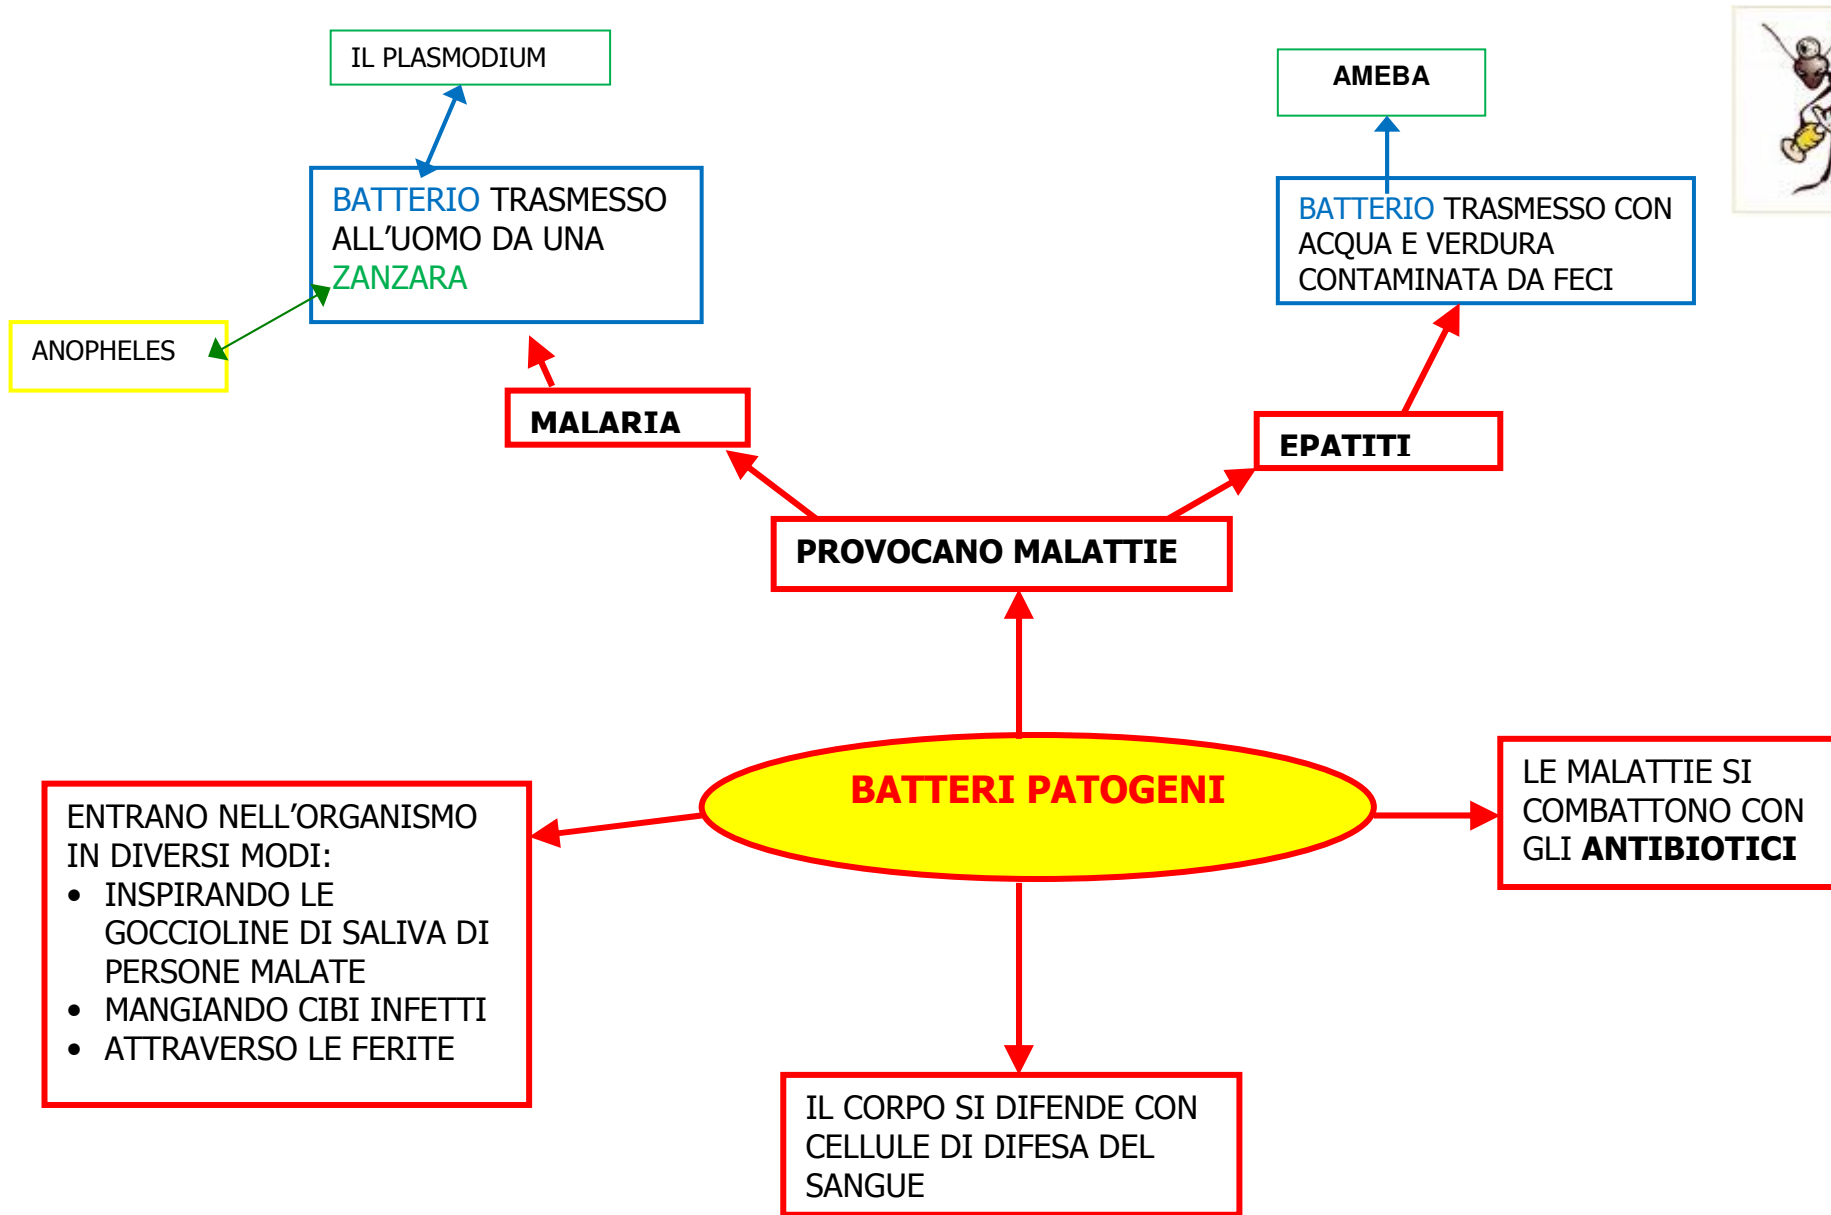 IL PLASMODIUM
AMEBA
BATTERIO TRASMESSO
ALL’UOMO DA UNA
ZANZARA
BATTERIO TRASMESSO CON
ACQUA E VERDURA
CONTAMINATA DA FECI
ANOPHELES
MALARIA
EPATITI
PROVOCANO MALATTIE
BATTERI PATOGENI
LE MALATTIE SI
COMBATTONO CON
GLI ANTIBIOTICI
ENTRANO NELL’ORGANISMO
IN DIVERSI MODI:
• INSPIRANDO LE
GOCCIOLINE DI SALIVA DI
PERSONE MALATE
• MANGIANDO CIBI INFETTI
• ATTRAVERSO LE FERITE
IL CORPO SI DIFENDE CON
CELLULE DI DIFESA DEL
SANGUE